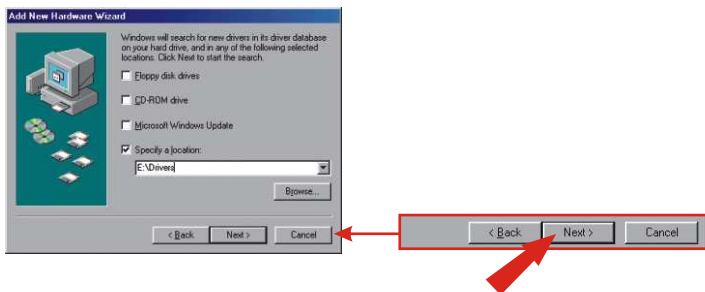 Add New Hardware Wizard
Windows will search for new drivers in its driver database
on your hard drive, and in any of the following selected
locations. Click Next to start the search.
Floppy disk drives
CD-ROM drive
Microsoft Windows Update
Specify a location:
E:\Drivers
Browse...
< Back Next > Cancel
< Back Next > Cancel